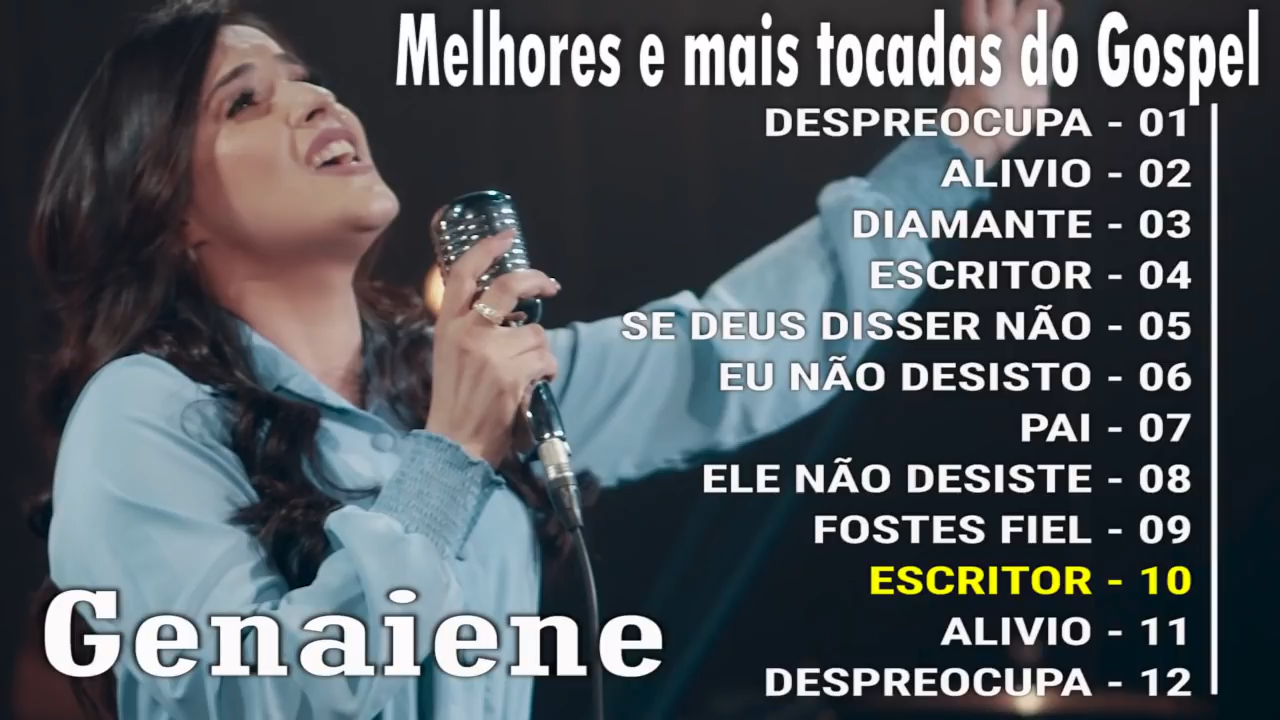 Melhores e mais tocadas do Gospel
DESPREOCUPA - 01
ALIVIO - 02
DIAMANTE - 03
ESCRITOR - 04
SE DEUS DISSER NÃO - 05
EU NÃO DESISTO - 06
PAI - 07
ELE NÃO DESISTE - 08
FOSTES FIEL - 09
ESCRITOR - 10
ALIVIO - 11
DESPREOCUPA - 12
Genaiene